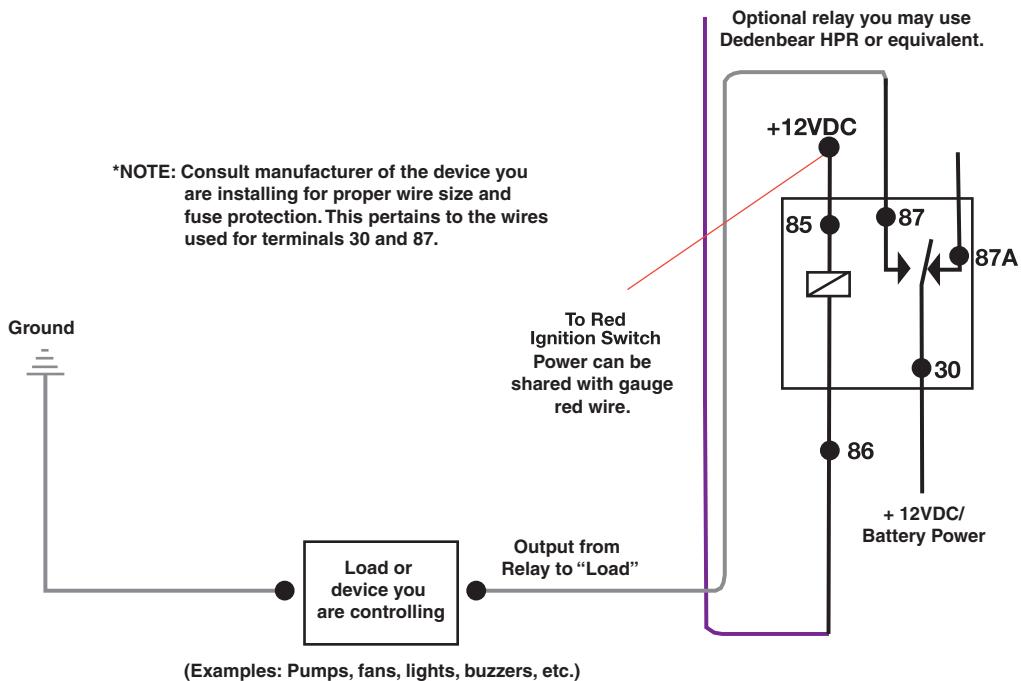 Optional relay you may use
Dedenbear HPR or equivalent.
+12VDC
*NOTE: Consult manufacturer of the device you
are installing for proper wire size and
fuse protection. This pertains to the wires
used for terminals 30 and 87.
85
87
87A
To Red
Ignition Switch
Power can be
shared with gauge
red wire.
Ground
30
86
+ 12VDC/
Battery Power
Output from
Relay to “Load”
Load or
device you
are controlling
(Examples: Pumps, fans, lights, buzzers, etc.)